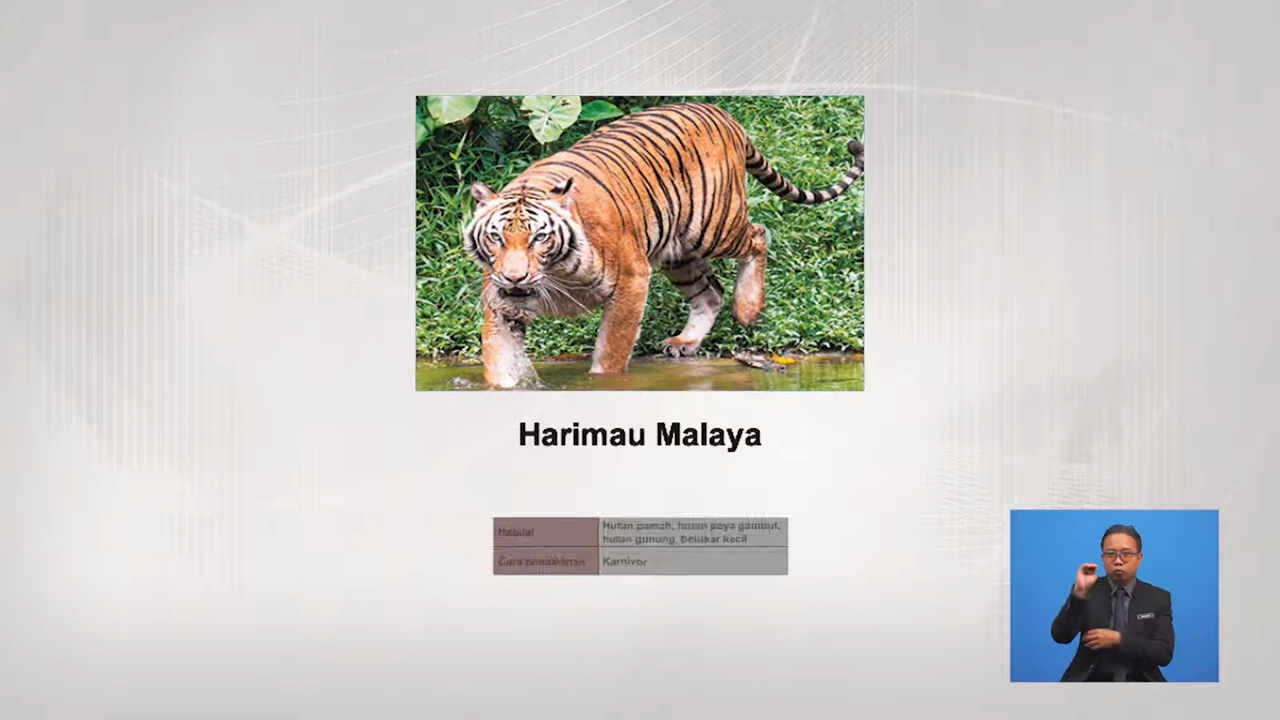 Harimau Malaya
Habitat
Hutan pamah, hutan paya gambut,
hutan gunung, belukar kecil
Cara pemakanan
Karnivor